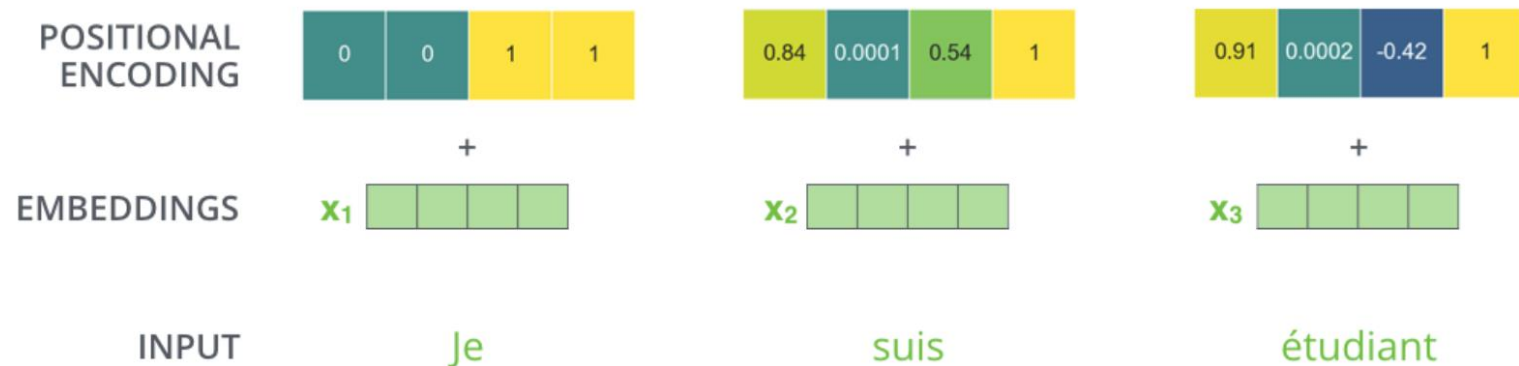 POSITIONAL
ENCODING
0 0 1 1
0.84 0.0001 0.54 1
0.91 0.0002 -0.42 1
+ + +
EMBEDDINGS
x1 x2 x3
INPUT
Je suis étudiant